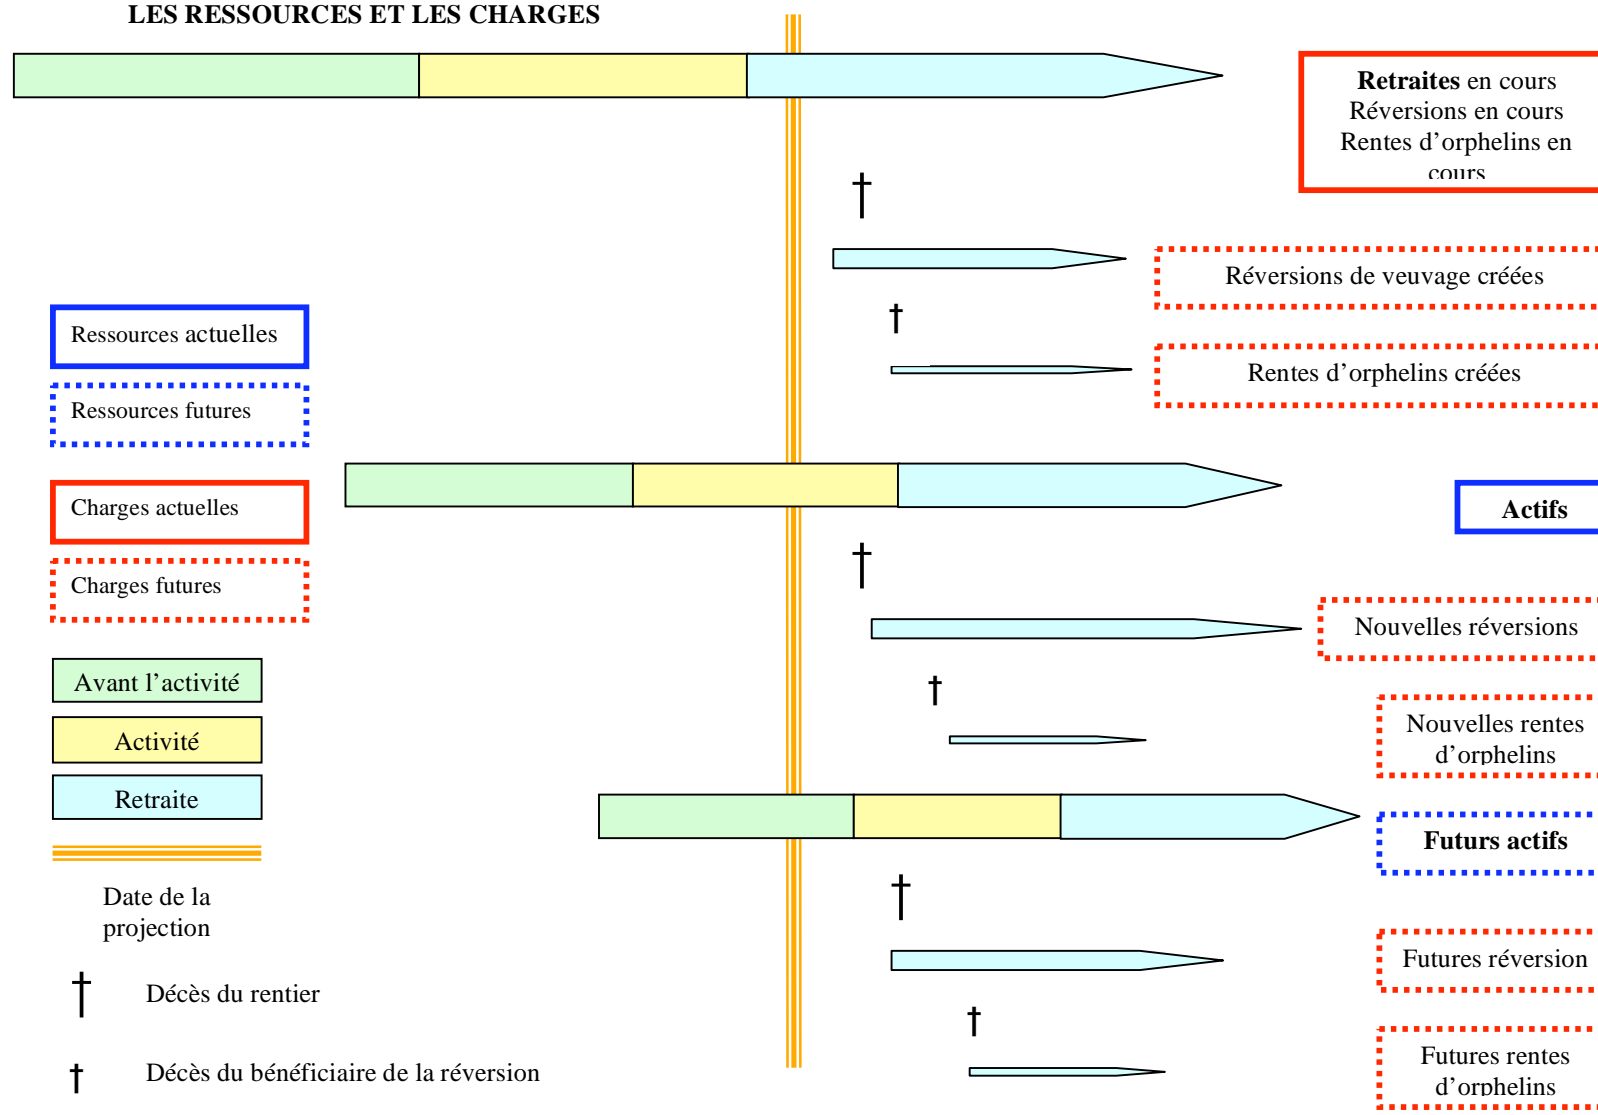 LES RESSOURCES ET LES CHARGES
Retraites en cours
Réversions en cours
Rentes d’orphelins en
cours
Réversions de veuvage créées
Rentes d’orphelins créées
Ressources actuelles
Ressources futures
Charges actuelles
Charges futures
Actifs
Nouvelles réversions
Nouvelles rentes
d’orphelins
Avant l’activité
Activité
Retraite
Futurs actifs
Date de la
projection
Futures réversion
Décès du rentier
Futures rentes
d’orphelins
Décès du bénéficiaire de la réversion